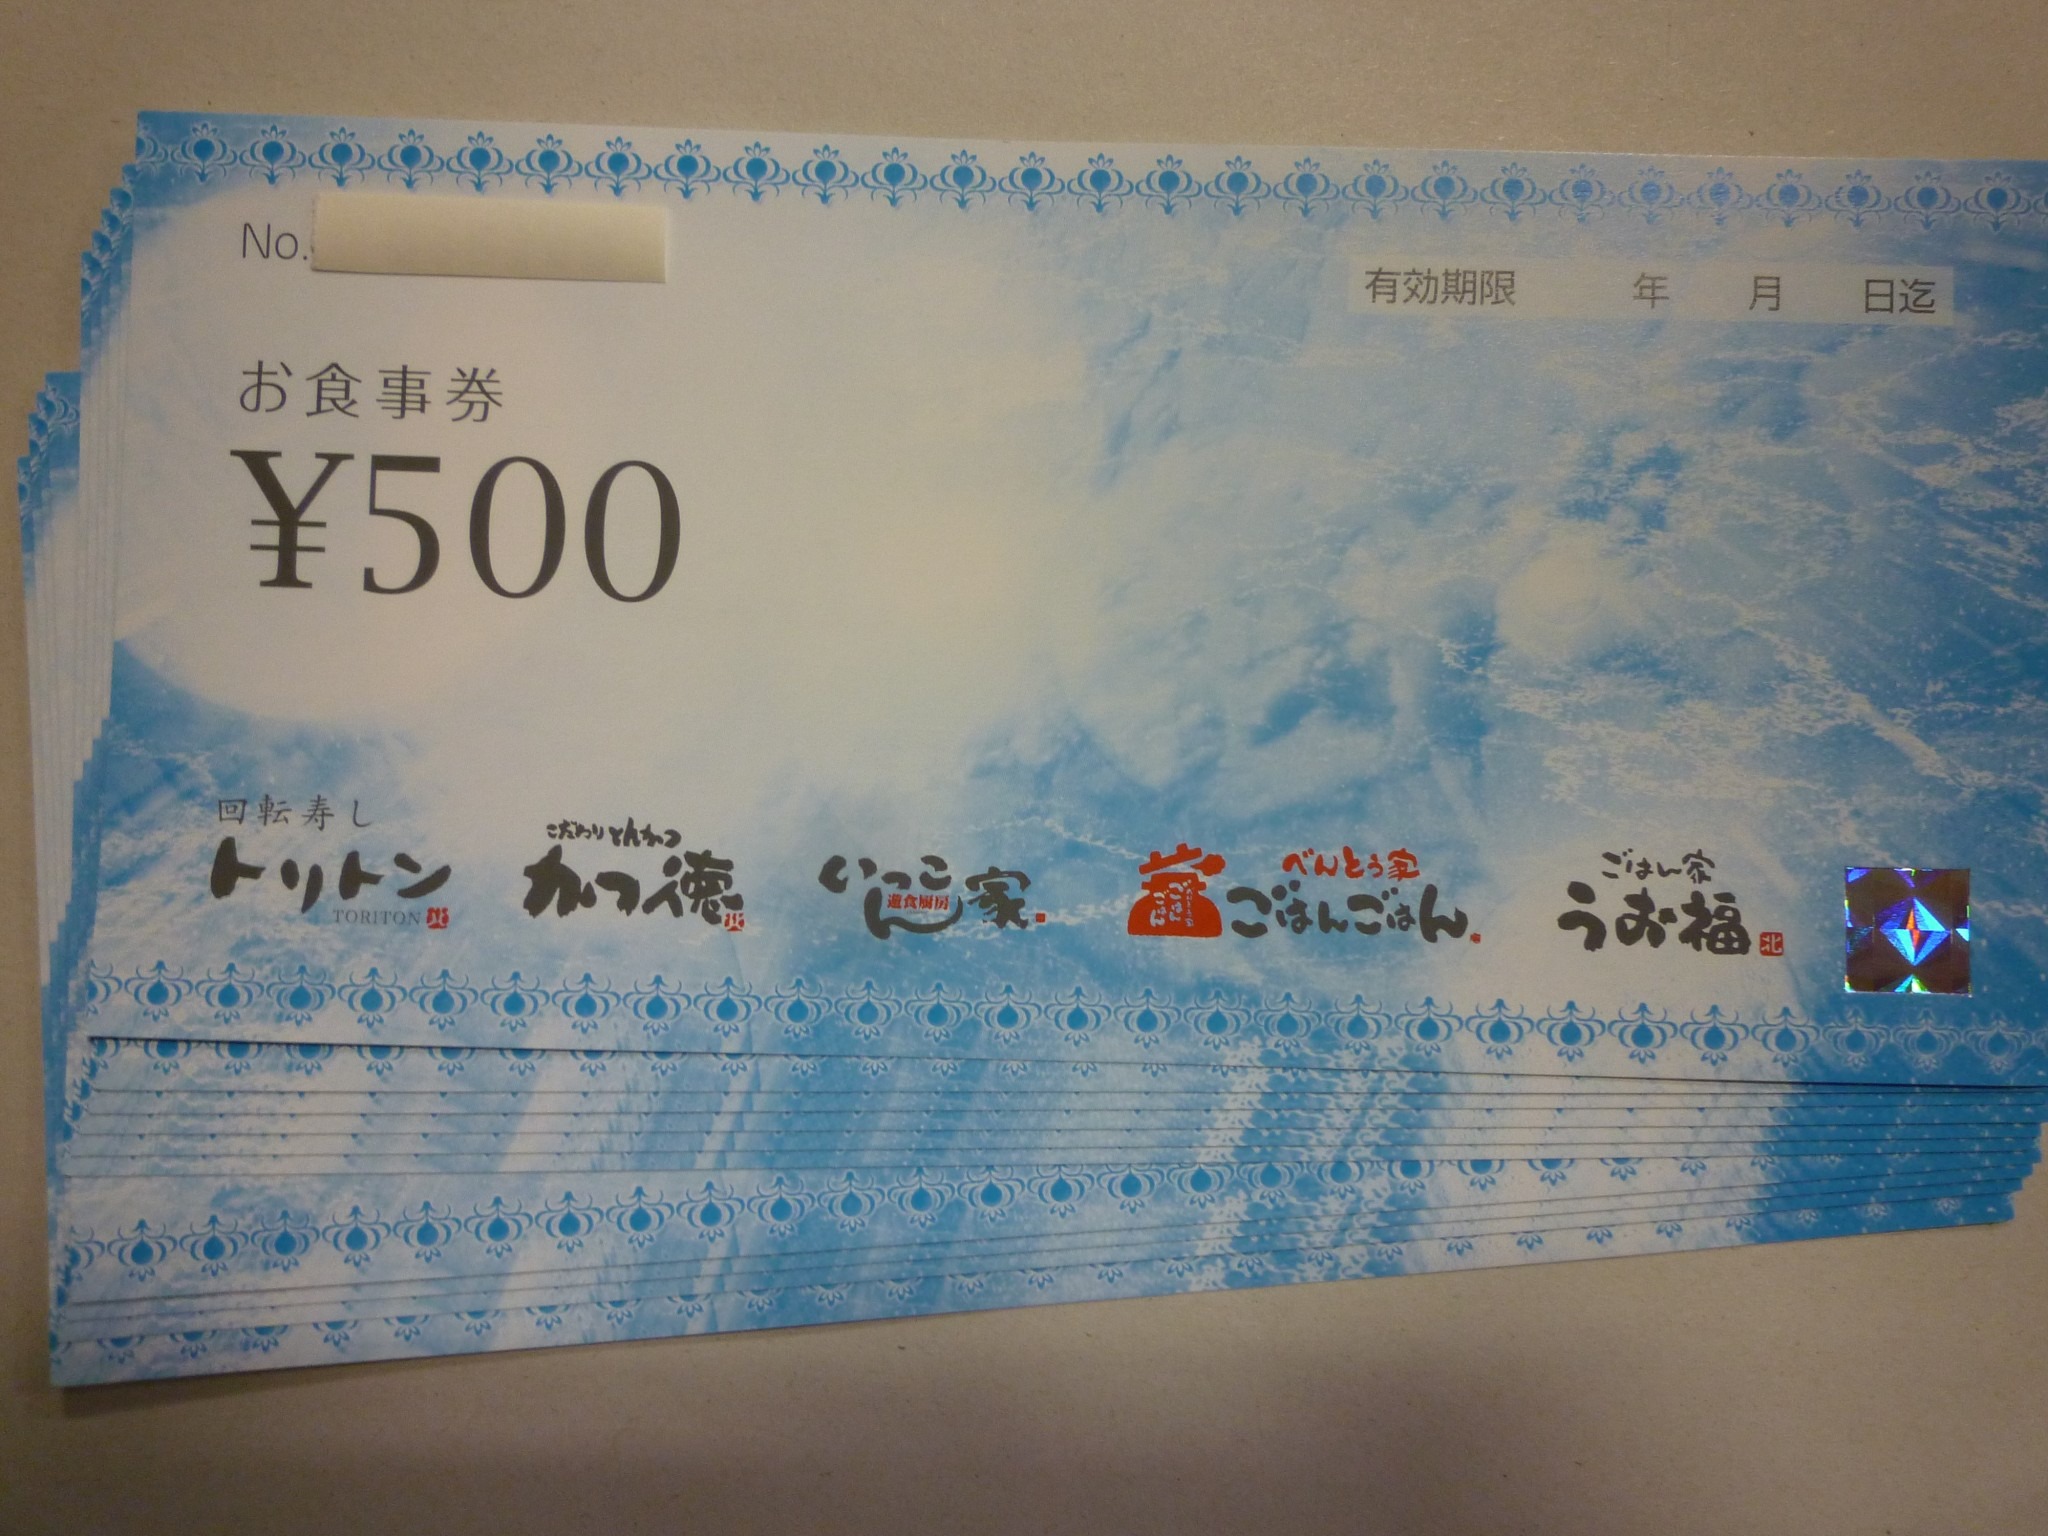 No.
有効期限 年 月 日迄
お食事券
¥500
回転寿し
トリトン
TORITON
こだわりとんかつ
かつ徳
いっこん家
遊食厨房
べんとう家
ごはんごはん
ごはん家
うお福
北